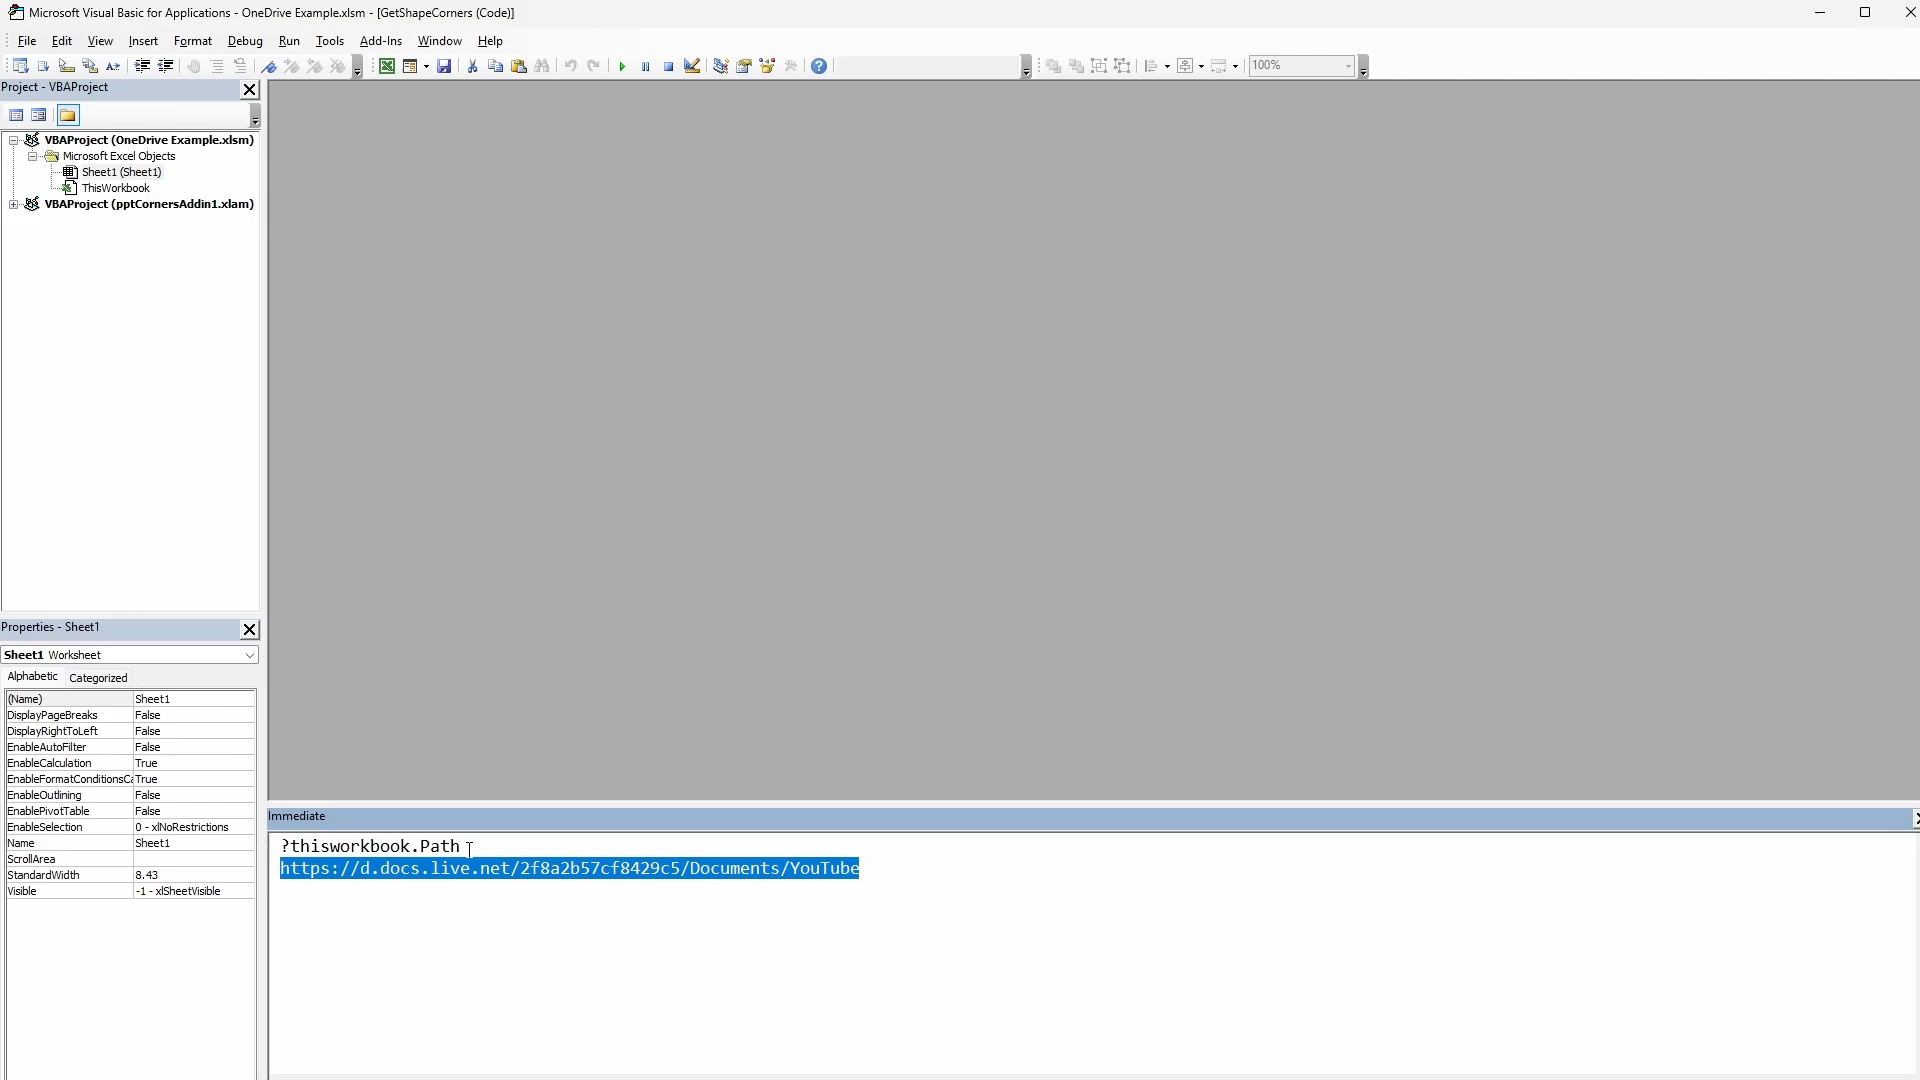 Microsoft Visual Basic for Applications - OneDrive Example.xlsm - [GetShapeCorners (Code)]
File Edit View Insert Format Debug Run Tools Add-Ins Window Help
100%
Project - VBAProject
VBAProject (OneDrive Example.xlsm)
Microsoft Excel Objects
Sheet1 (Sheet1)
ThisWorkbook
VBAProject (pptCornersAddin1.xlam)
Properties - Sheet1
Sheet1 Worksheet
Alphabetic Categorized
(Name) Sheet1
DisplayPageBreaks False
DisplayRightToLeft False
EnableAutoFilter False
EnableCalculation True
EnableFormatConditionsCa True
EnableOutlining False
EnablePivotTable False
EnableSelection 0 - xlNoRestrictions
Name Sheet1
ScrollArea
StandardWidth 8.43
Visible -1 - xlSheetVisible
Immediate
?thisworkbook.Path
https://d.docs.live.net/2f8a2b57cf8429c5/Documents/YouTube